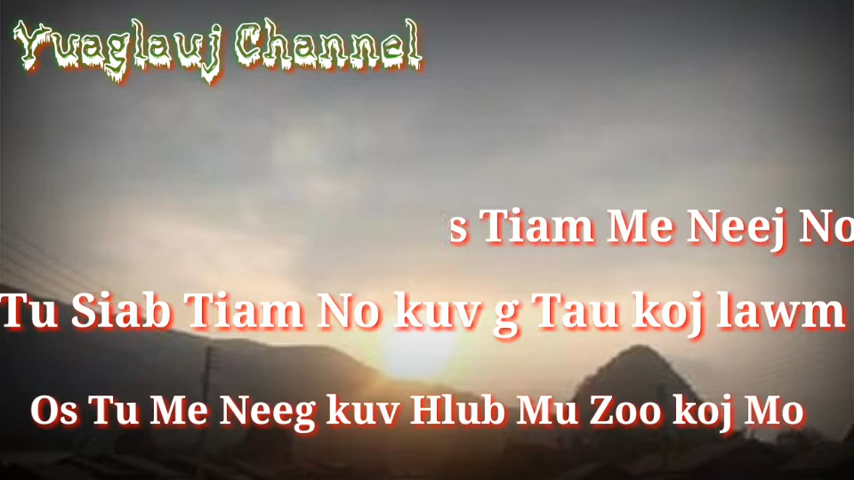 Yuaglauj Channel
s Tiam Me Neej No
Tu Siab Tiam No kuv g Tau koj lawm
Os Tu Me Neeg kuv Hlub Mu Zoo koj Mo